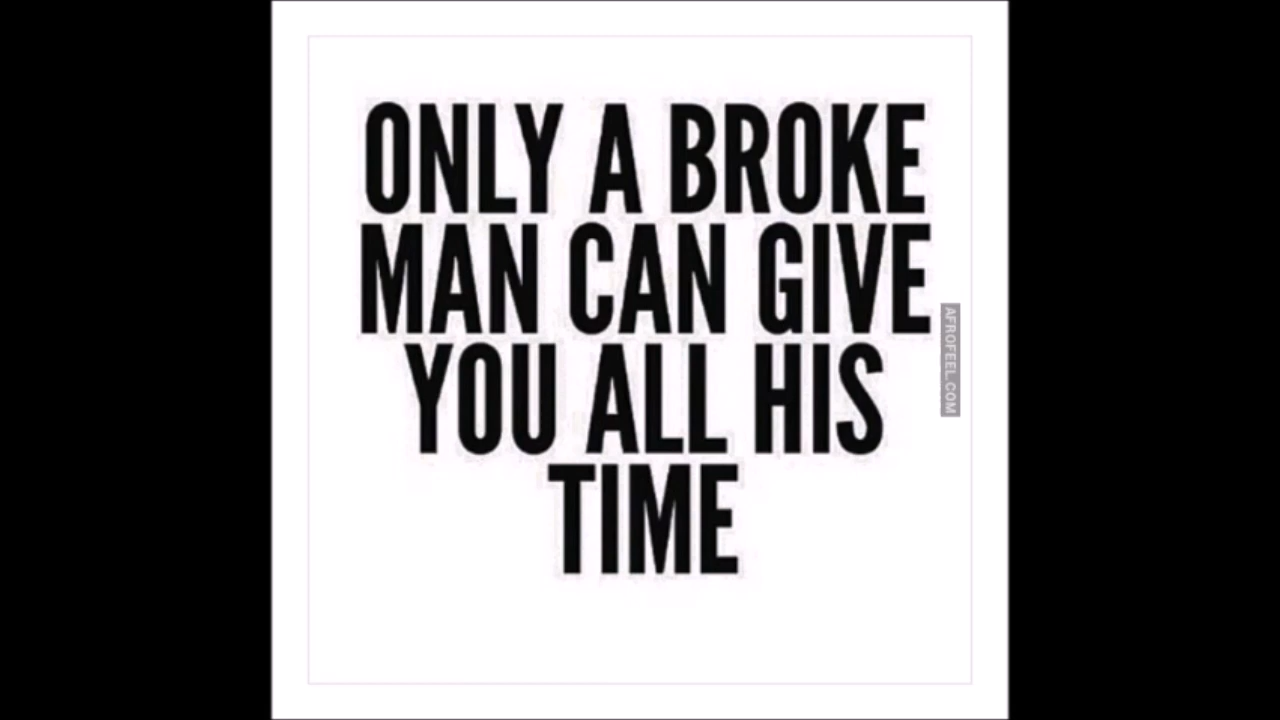 ONLY A BROKE
MAN CAN GIVE
YOU ALL HIS
TIME
AFROFEEL.COM